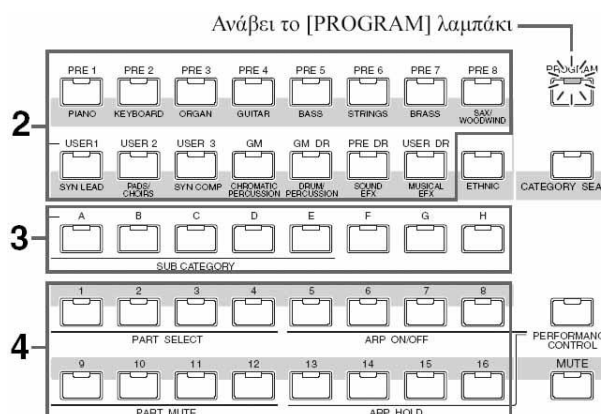 Ανάβει το [PROGRAM] λαμπάκι
PRE 1 PRE 2 PRE 3 PRE 4 PRE 5 PRE 6 PRE 7 PRE 8 PROGRAM
PIANO KEYBOARD ORGAN GUITAR BASS STRINGS BRASS SAX/
WOODWIND
2
USER1 USER 2 USER 3 GM GM DR PRE DR USER DR
SYN LEAD PADS/
CHOIRS SYN COMP CHROMATIC
PERCUSSION DRUM/
PERCUSSION SOUND
EFX MUSICAL
EFX ETHNIC CATEGORY SEA
3
A B C D E F G H
SUB CATEGORY
1 2 3 4 5 6 7 8
PART SELECT ARP ON/OFF PERFORMANC
CONTROL
4
9 10 11 12 13 14 15 16 MUTE
PART MUTE ARP HOLD